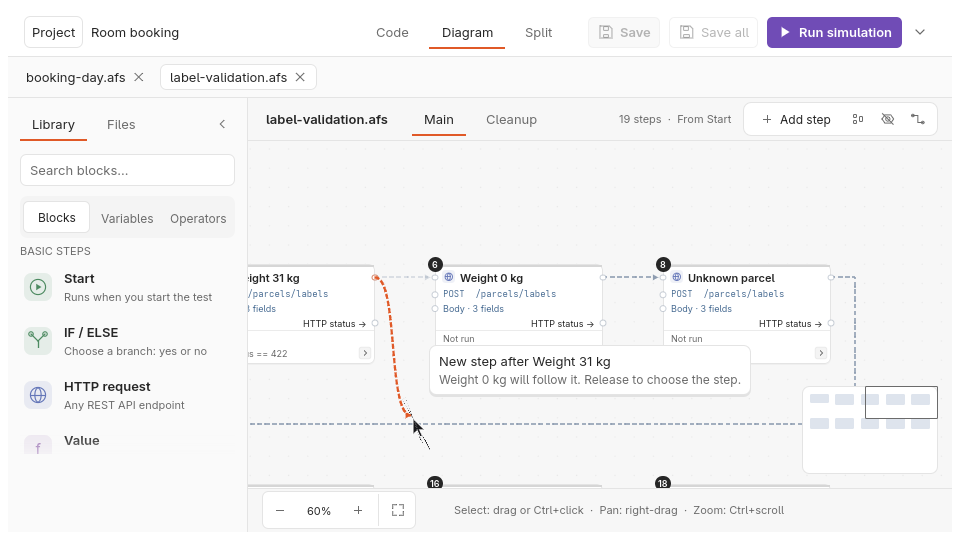 Project Room booking Code Diagram Split Save Save all Run simulation
booking-day.afs label-validation.afs
Library Files label-validation.afs Main Cleanup 19 steps · From Start Add step
Search blocks...
Blocks Variables Operators
BASIC STEPS
Start
Runs when you start the test
IF / ELSE
Choose a branch: yes or no
HTTP request
Any REST API endpoint
Value
f
31 kg
/parcels/labels
3 fields
HTTP status →
== 422
6
Weight 0 kg
POST /parcels/labels
Body · 3 fields
HTTP status →
Not run
8
Unknown parcel
POST /parcels/labels
Body · 3 fields
HTTP status →
Not run
New step after Weight 31 kg
Weight 0 kg will follow it. Release to choose the step.
16 18
60% Select: drag or Ctrl+click · Pan: right-drag · Zoom: Ctrl+scroll